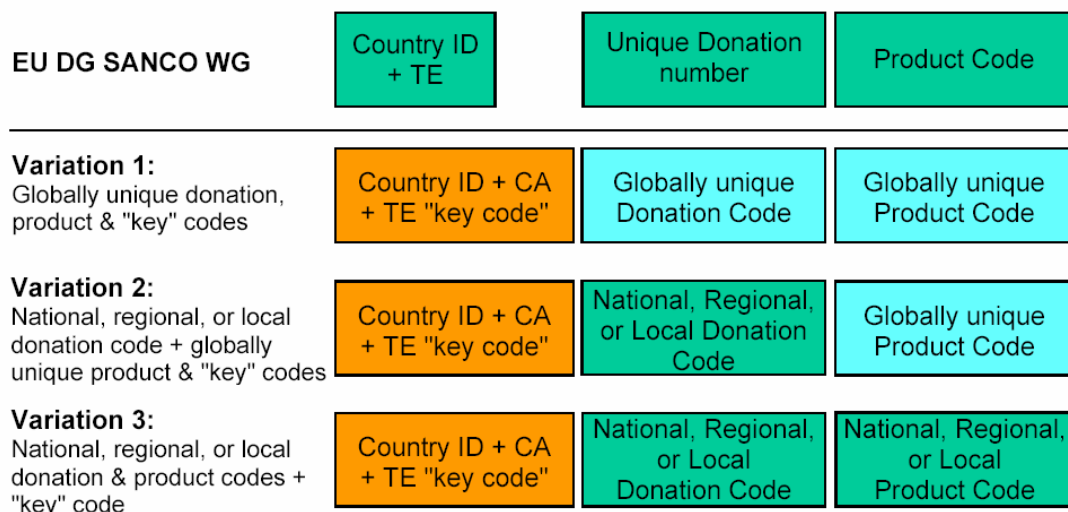 EU DG SANCO WG
Country ID
+ TE
Unique Donation
number
Product Code
Variation 1:
Globally unique donation,
product & "key" codes
Country ID + CA
+ TE "key code"
Globally unique
Donation Code
Globally unique
Product Code
Variation 2:
National, regional, or local
donation code + globally
unique product & "key" codes
Country ID + CA
+ TE "key code"
National, Regional,
or Local Donation
Code
Globally unique
Product Code
Variation 3:
National, regional, or local
donation & product codes +
"key" code
Country ID + CA
+ TE "key code"
National, Regional,
or Local
Donation Code
National, Regional,
or Local
Product Code